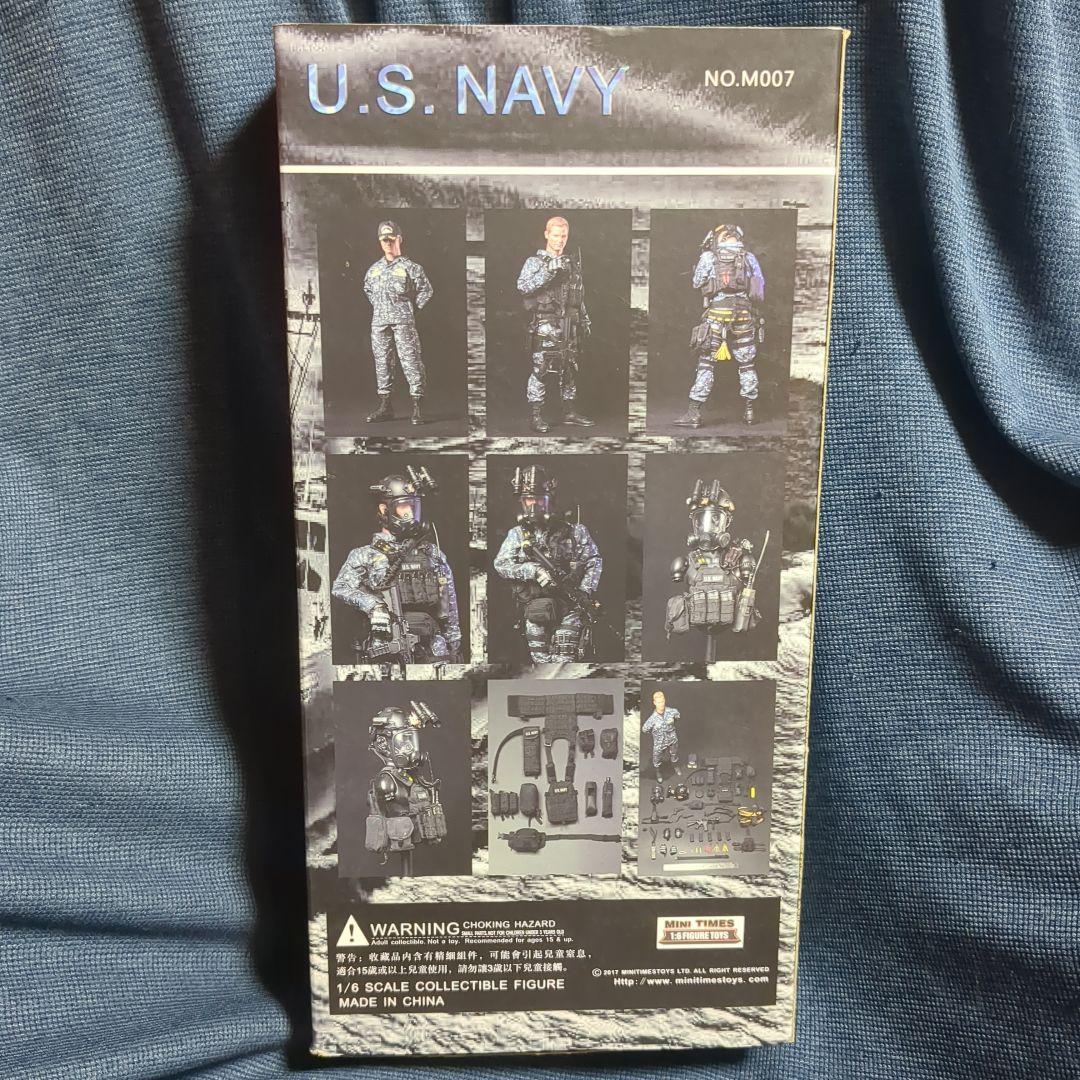 U.S. NAVY
NO.M007
U.S. NAVY
U.S. NAVY
U.S. NAVY
WARNING CHOKING HAZARD
SMALL PARTS.NOT FOR CHILDREN UNDER 3 YEARS OLD
Adult collectible. Not a toy. Recommended for ages 15 & up.
警告：收藏品内含有精細組件，可能會引起兒童窒息，
適合15歲或以上兒童使用，請勿讓3歲以下兒童接觸。
1/6 SCALE COLLECTIBLE FIGURE
MADE IN CHINA
MINI TIMES
1:6 FIGURE TOYS
© 2017 MINITIMESTOYS LTD. ALL RIGHT RESERVED
Http://www.minitimestoys.com